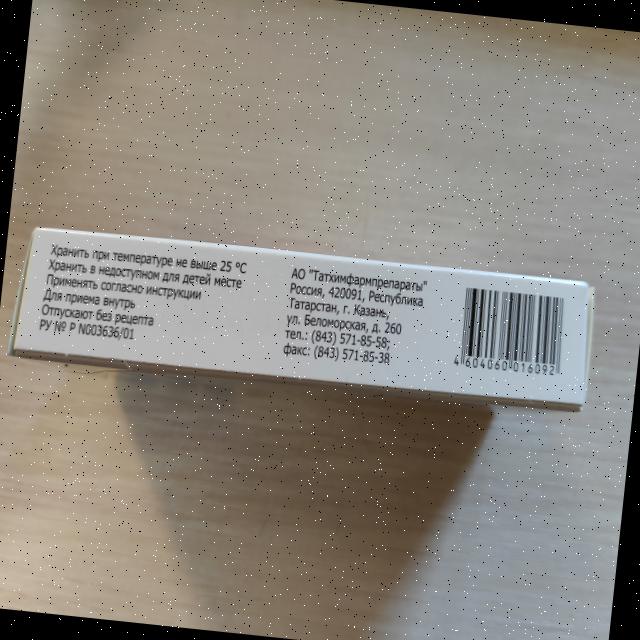 Хранить при температуре не выше 25 °C
Хранить в недоступном для детей месте
Применять согласно инструкции
Для приема внутрь
Отпускают без рецепта
РУ № Р N003636/01
АО "Татхимфармпрепараты"
Россия, 420091, Республика
Татарстан, г. Казань,
ул. Беломорская, д. 260
тел.: (843) 571-85-58;
факс: (843) 571-85-38
4 604060 016092